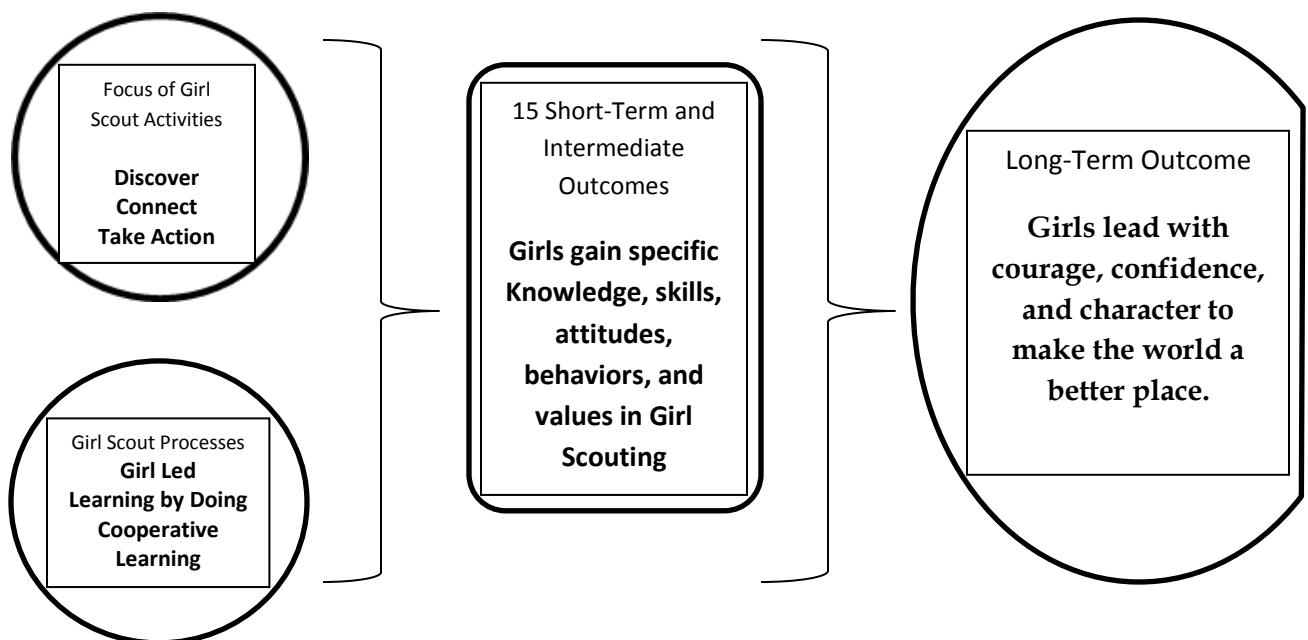 Focus of Girl
Scout Activities
Discover
Connect
Take Action
Girl Scout Processes
Girl Led
Learning by Doing
Cooperative
Learning
15 Short-Term and
Intermediate
Outcomes
Girls gain specific
Knowledge, skills,
attitudes,
behaviors, and
values in Girl
Scouting
Long-Term Outcome
Girls lead with
courage, confidence,
and character to
make the world a
better place.